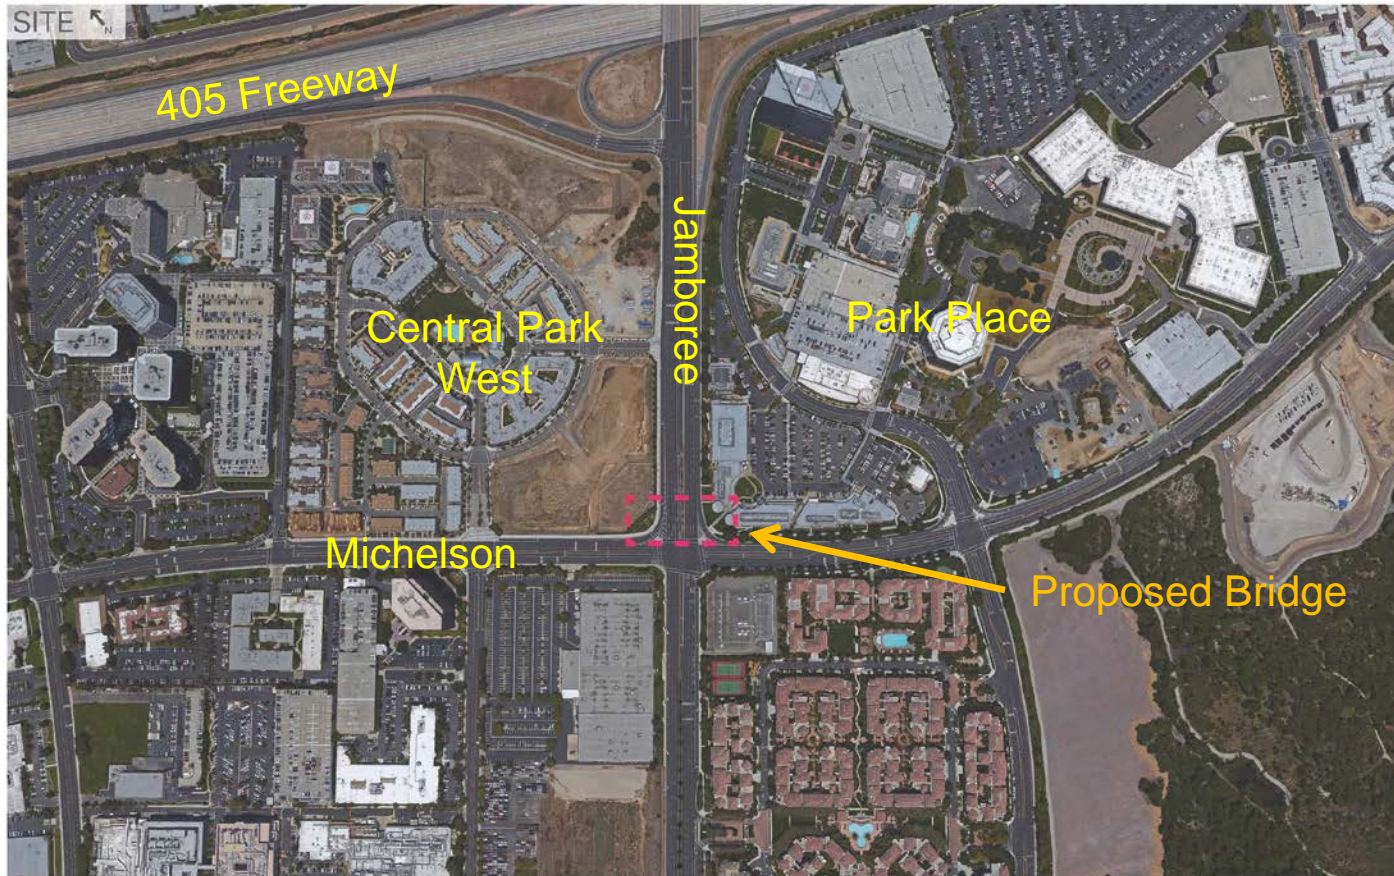 SITE N
405 Freeway
Jamboree
Central Park
West
Park Place
Michelson
Proposed Bridge